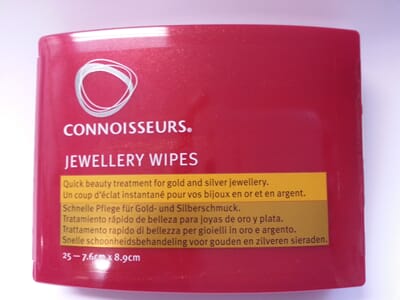 CONNOISSEURS®
JEWELLERY WIPES
Quick beauty treatment for gold and silver jewellery.
Un coup d'éclat instantané pour vos bijoux en or et en argent.
Schnelle Pflege für Gold- und Silberschmuck.
Tratamiento rápido de belleza para joyas de oro y plata.
Trattamento rapido di bellezza per gioielli in oro e argento.
Snelle schoonheidsbehandeling voor gouden en zilveren sieraden.
25 – 7.6cm x 8.9cm